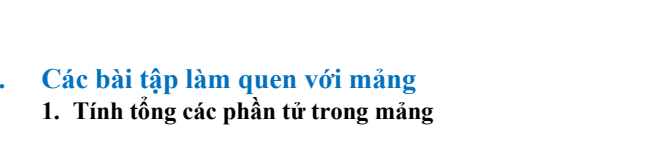 . Các bài tập làm quen với mảng
1. Tính tổng các phần tử trong mảng